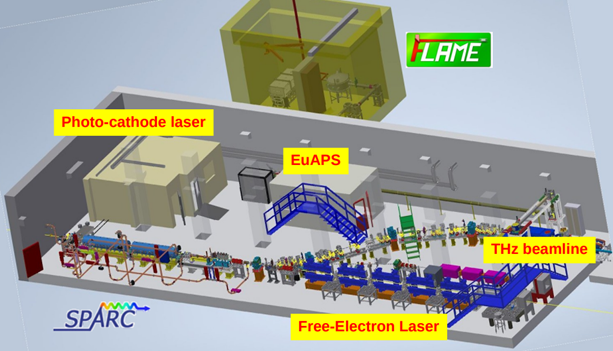 FLAME
Photo-cathode laser
EuAPS
THz beamline
Free-Electron Laser
SPARC